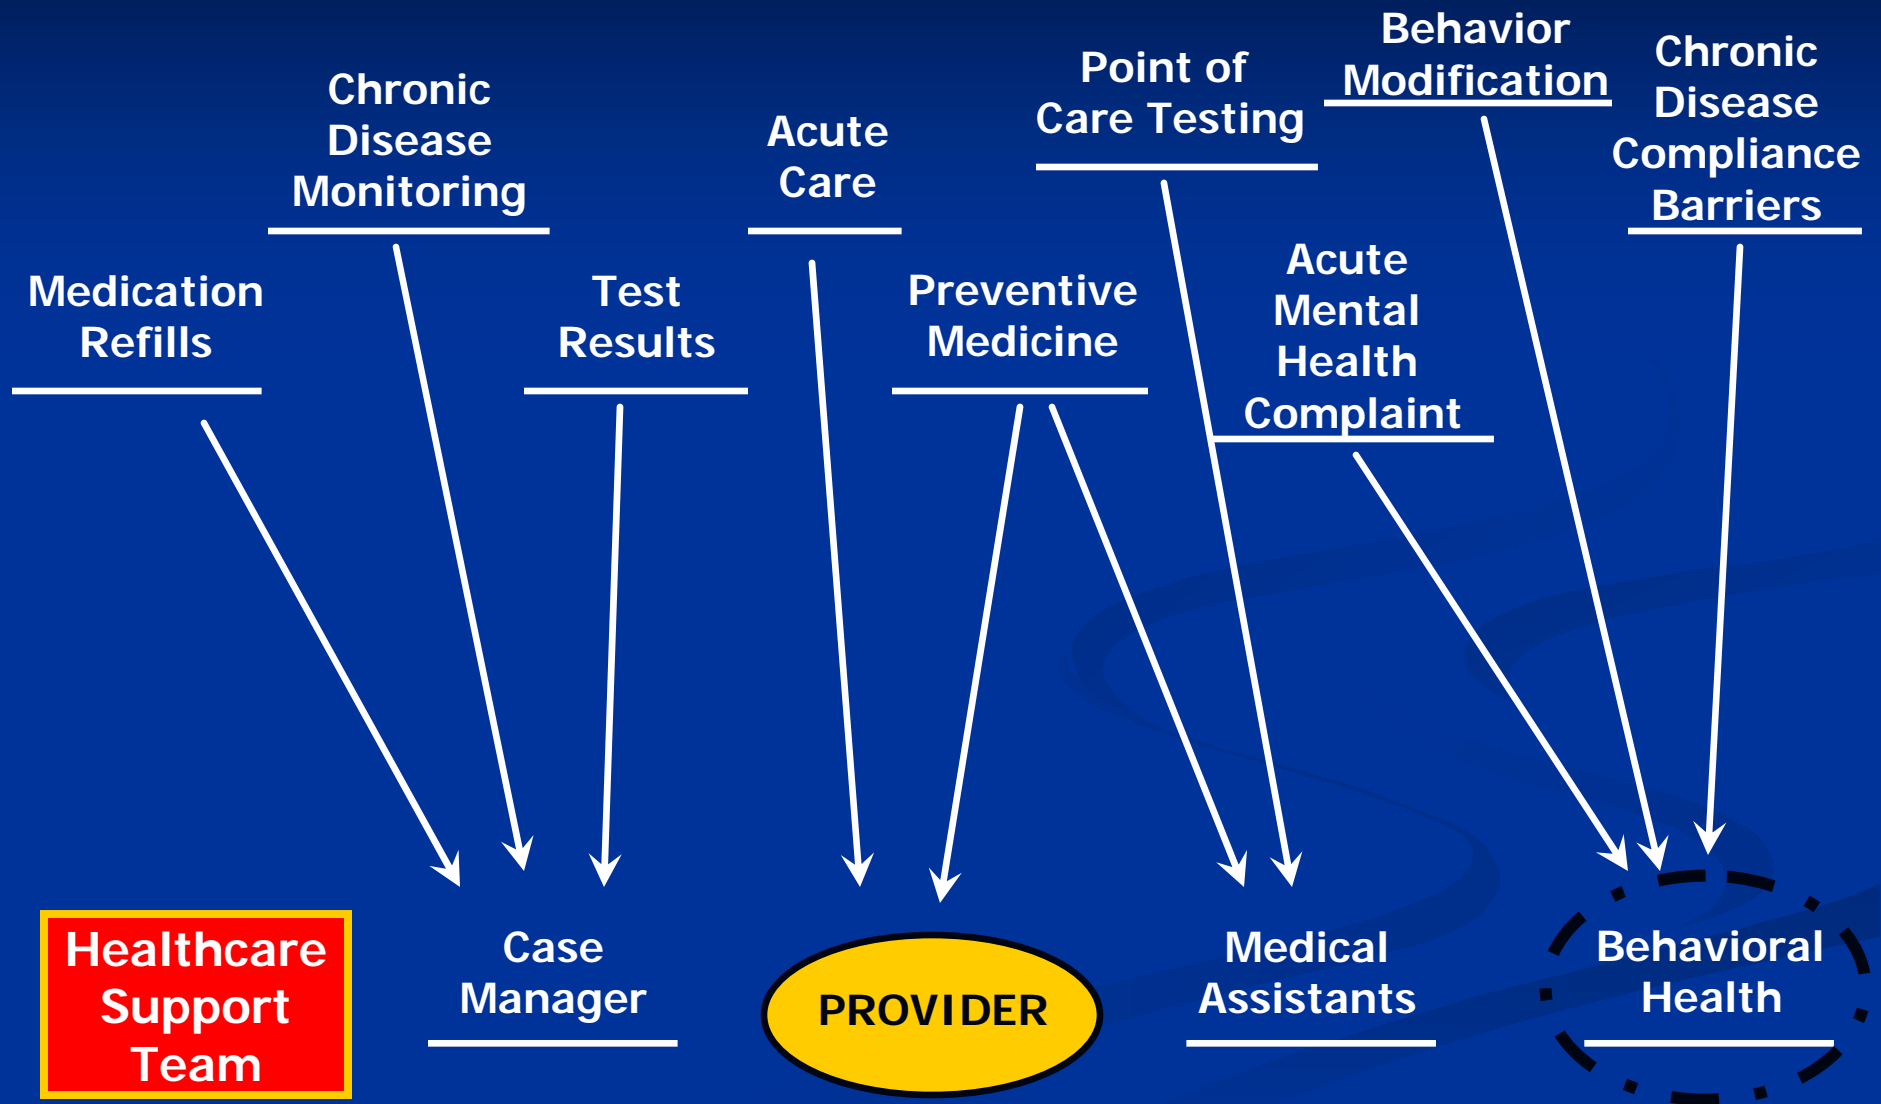 Chronic
Disease
Monitoring
Acute
Care
Point of
Care Testing
Behavior
Modification
Chronic
Disease
Compliance
Barriers
Medication
Refills
Test
Results
Preventive
Medicine
Acute
Mental
Health
Complaint
Healthcare
Support
Team
Case
Manager
PROVIDER
Medical
Assistants
Behavioral
Health